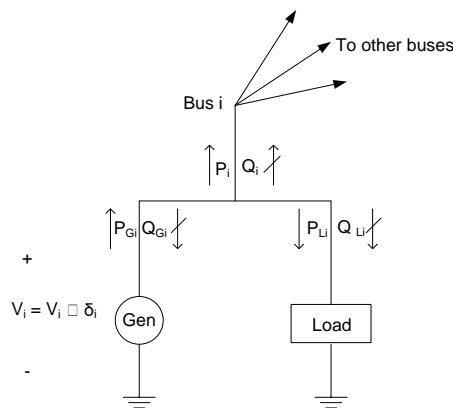 To other buses
Bus i
Pi Qi
PGi QGi PLi QLi
+
Vi = Vi □ δi
Gen Load
-